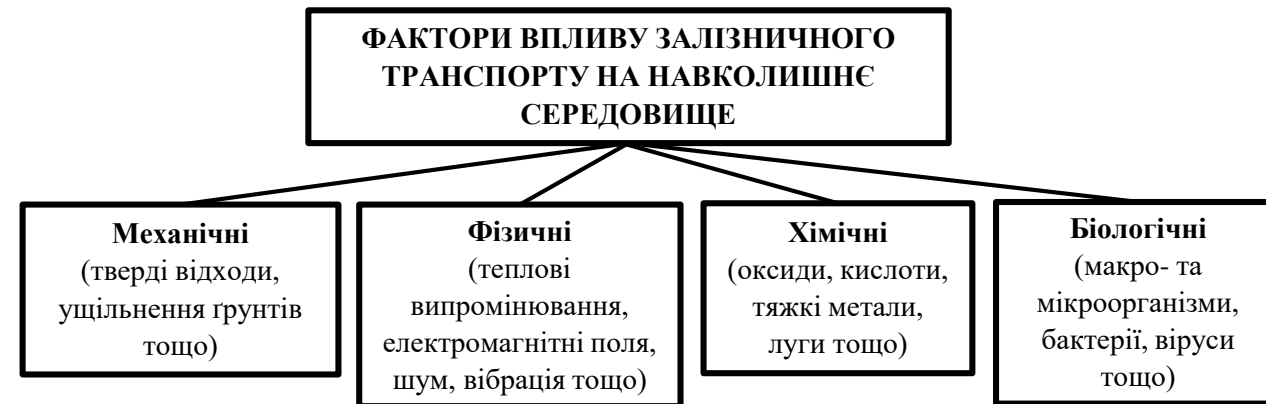 ФАКТОРИ ВПЛИВУ ЗАЛІЗНИЧНОГО
ТРАНСПОРТУ НА НАВКОЛИШНЄ
СЕРЕДОВИЩЕ
Механічні
(тверді відходи,
ущільнення ґрунтів
тощо)
Фізичні
(теплові
випромінювання,
електромагнітні поля,
шум, вібрація тощо)
Хімічні
(оксиди, кислоти,
тяжкі метали,
луги тощо)
Біологічні
(макро- та
мікроорганізми,
бактерії, віруси
тощо)